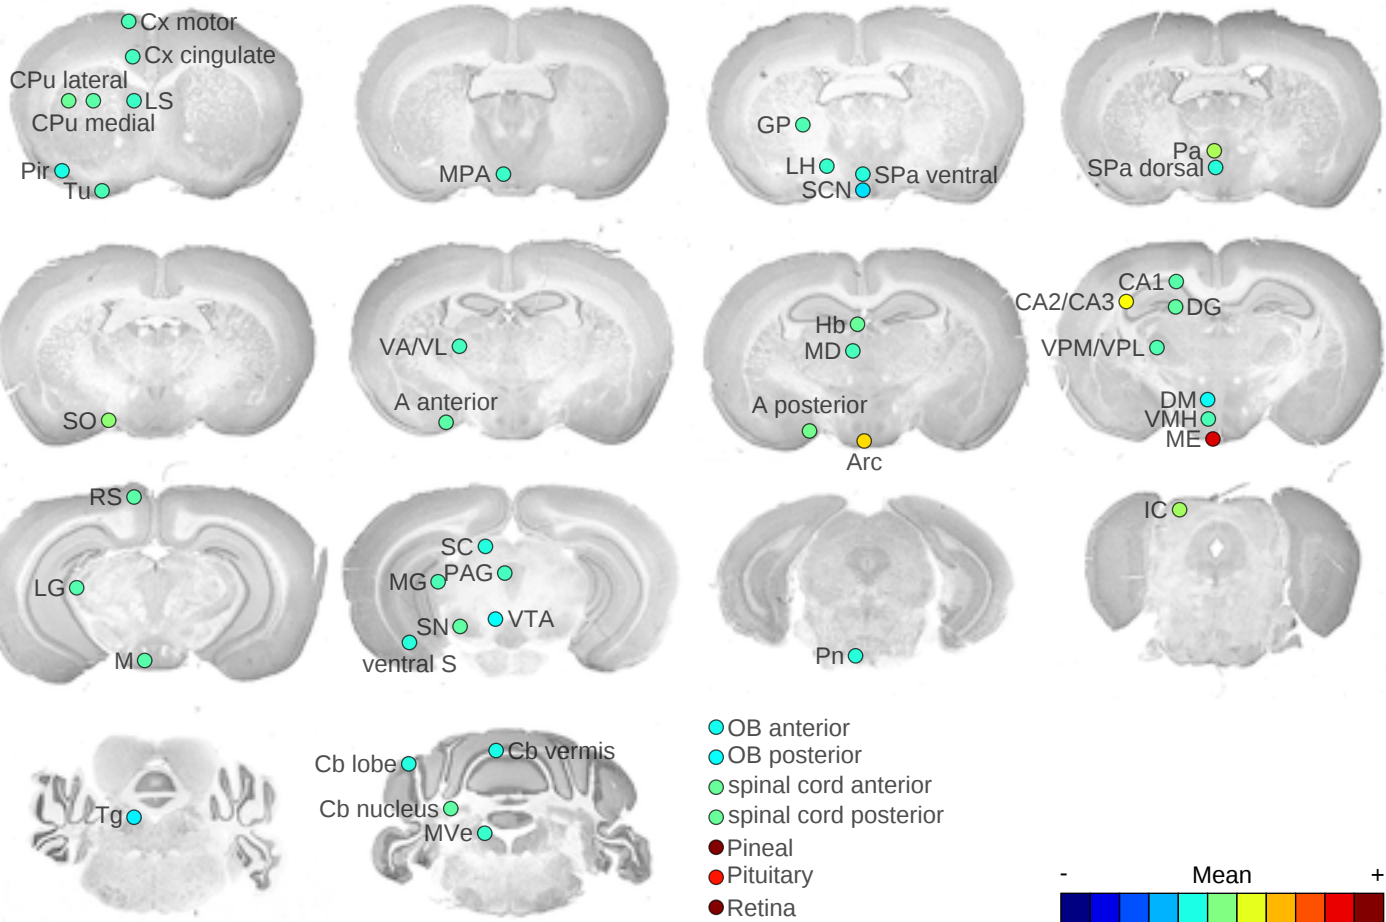 Cx motor
Cx cingulate
CPu lateral
LS
CPu medial
Pir
Tu
MPA
GP
LH
SPa ventral
SCN
Pa
SPa dorsal
SO
VA/VL
A anterior
Hb
MD
A posterior
Arc
CA1
CA2/CA3
DG
VPM/VPL
DM
VMH
ME
RS
LG
M
SC
MG
PAG
SN
VTA
ventral S
Pn
IC
Tg
Cb lobe
Cb vermis
Cb nucleus
MVe
OB anterior
OB posterior
spinal cord anterior
spinal cord posterior
Pineal
Pituitary
Retina
- Mean +